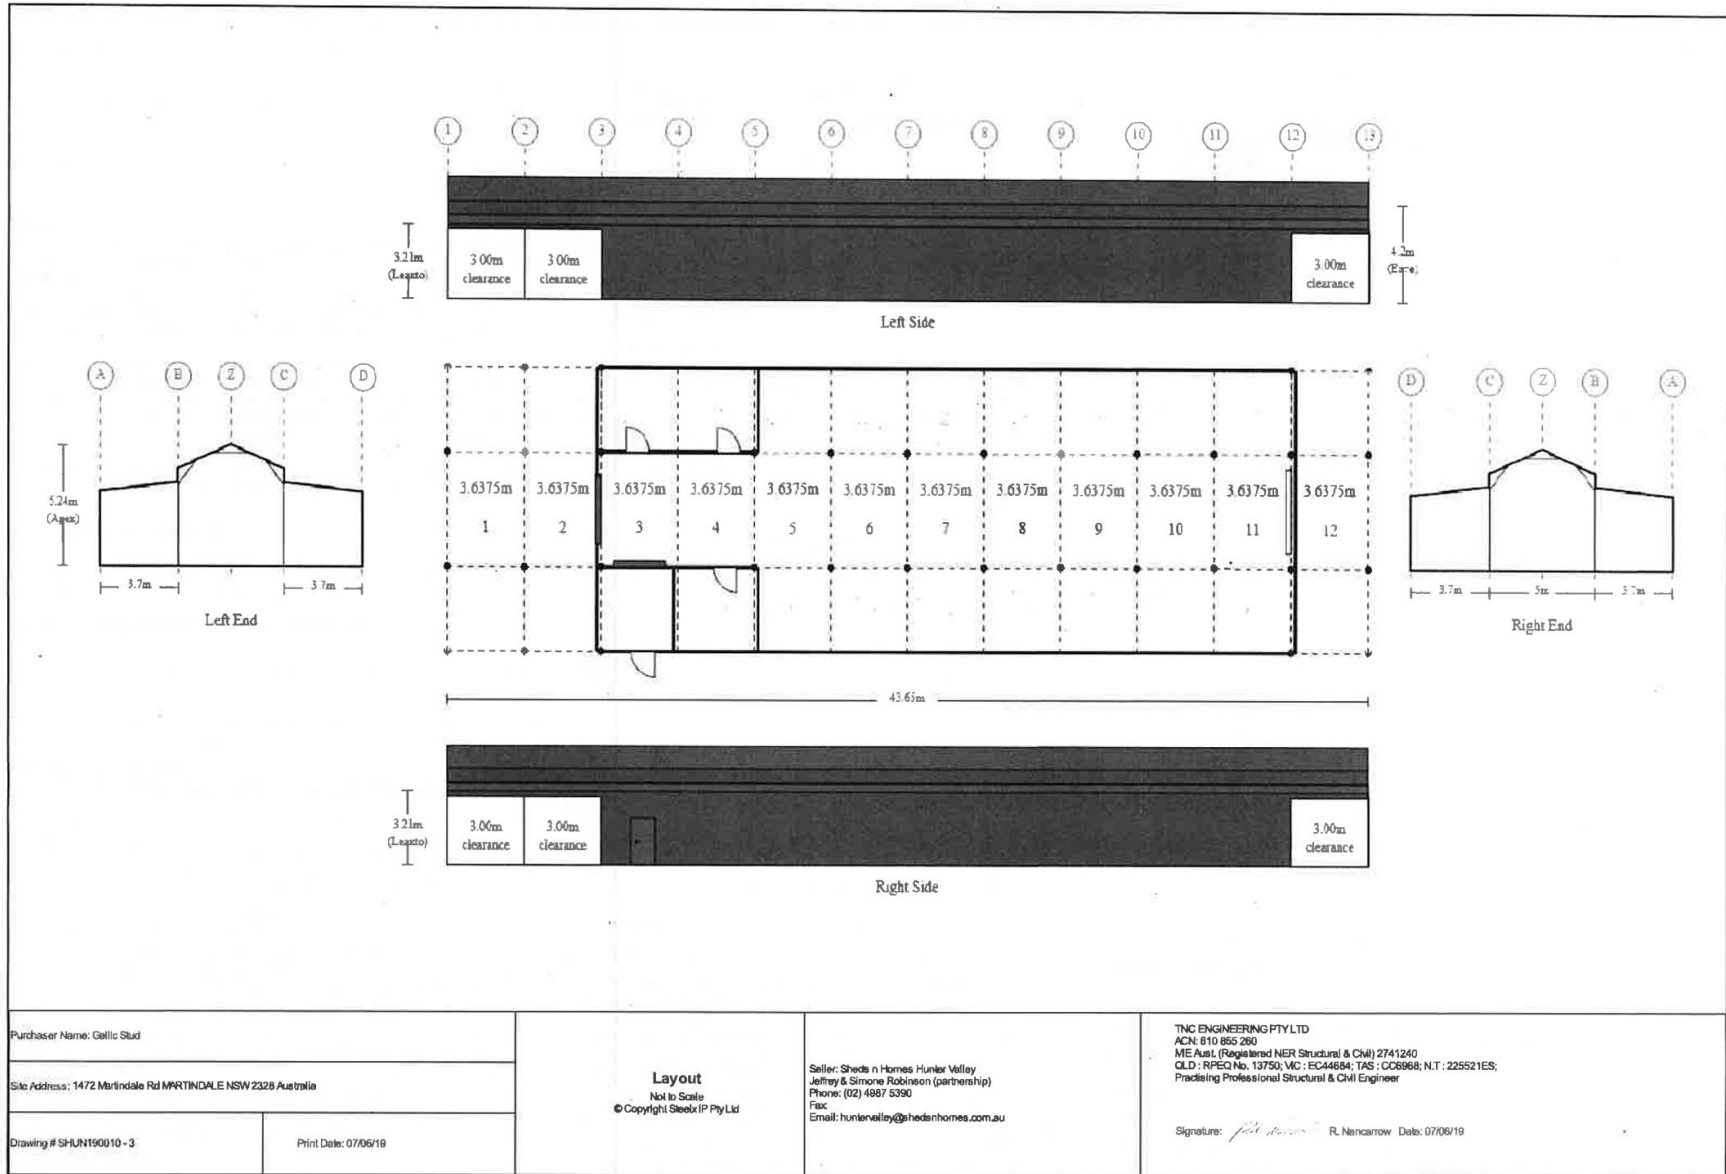 1 2 3 4 5 6 7 8 9 10 11 12 13
3.21m
(Leanto)
3.00m
clearance
3.00m
clearance
3.00m
clearance
4.2m
(Eave)
Left Side
A B Z C D
5.24m
(Apex)
3.7m
3.7m
Left End
3.6375m 3.6375m 3.6375m 3.6375m 3.6375m 3.6375m 3.6375m 3.6375m 3.6375m 3.6375m 3.6375m 3.6375m
1 2 3 4 5 6 7 8 9 10 11 12
43.65m
D C Z B A
3.7m
5m
3.7m
Right End
3.21m
(Leanto)
3.00m
clearance
3.00m
clearance
3.00m
clearance
Right Side
Purchaser Name: Gallic Stud
Site Address: 1472 Martindale Rd MARTINDALE NSW 2328 Australia
Drawing # SHUN190010 - 3
Print Date: 07/06/19
Layout
Not to Scale
© Copyright Steelx IP Pty Ltd
Seller: Sheds n Homes Hunter Valley
Jeffrey & Simone Robinson (partnership)
Phone: (02) 4987 5390
Fax:
Email: huntervalley@shedsnhomes.com.au
TNC ENGINEERING PTY LTD
ACN: 610 855 260
ME Aust. (Registered NER Structural & Civil) 2741240
QLD : RPEQ No. 13750; VIC : EC44684; TAS : CC6968; N.T : 225521ES;
Practising Professional Structural & Civil Engineer
Signature:
R. Nancarrow Date: 07/06/19